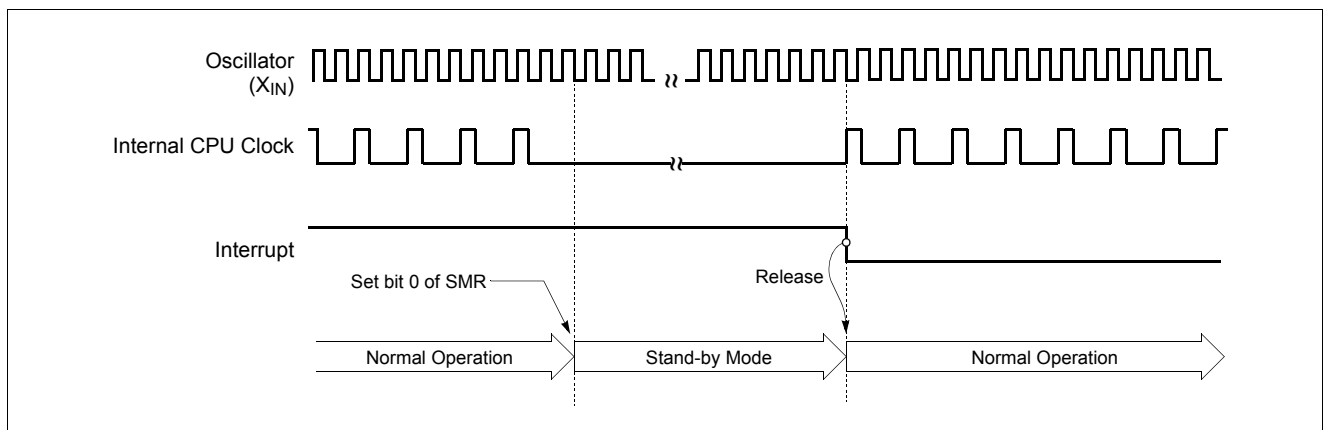 Oscillator
(XIN)
Internal CPU Clock
Interrupt
Set bit 0 of SMR
Release
Normal Operation
Stand-by Mode
Normal Operation